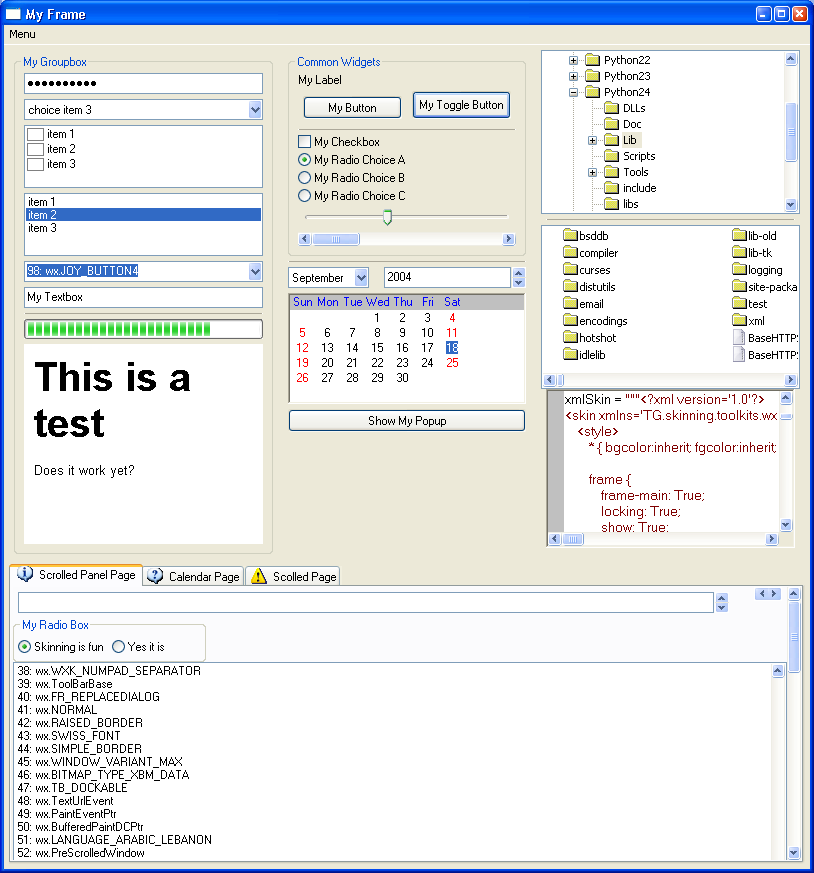 My Frame
Menu
My Groupbox
••••••••••
choice item 3
item 1
item 2
item 3
item 1
item 2
item 3
98: wx.JOY_BUTTON4
My Textbox
This is a
test
Does it work yet?
Common Widgets
My Label
My Button
My Toggle Button
My Checkbox
My Radio Choice A
My Radio Choice B
My Radio Choice C
September 2004
Sun Mon Tue Wed Thu Fri Sat
1 2 3 4
5 6 7 8 9 10 11
12 13 14 15 16 17 18
19 20 21 22 23 24 25
26 27 28 29 30
Show My Popup
Python22
Python23
Python24
DLLs
Doc
Lib
Scripts
Tools
include
libs
bsddb
compiler
curses
distutils
email
encodings
hotshot
idlelib
lib-old
lib-tk
logging
site-packa
test
xml
BaseHTTP
BaseHTTP
xmlSkin = """<?xml version='1.0'?>
<skin xmlns='TG.skinning.toolkits.wx
<style>
* { bgcolor:inherit; fgcolor:inherit;
frame {
frame-main: True;
locking: True;
show: True;
Scrolled Panel Page
Calendar Page
Scolled Page
My Radio Box
Skinning is fun
Yes it is
38: wx.WXK_NUMPAD_SEPARATOR
39: wx.ToolBarBase
40: wx.FR_REPLACEDIALOG
41: wx.NORMAL
42: wx.RAISED_BORDER
43: wx.SWISS_FONT
44: wx.SIMPLE_BORDER
45: wx.WINDOW_VARIANT_MAX
46: wx.BITMAP_TYPE_XBM_DATA
47: wx.TB_DOCKABLE
48: wx.TextUrlEvent
49: wx.PaintEventPtr
50: wx.BufferedPaintDCPtr
51: wx.LANGUAGE_ARABIC_LEBANON
52: wx.PreScrolledWindow